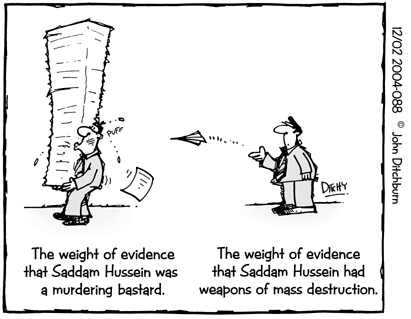 PUFF
DITCHY
The weight of evidence
that Saddam Hussein was
a murdering bastard.
The weight of evidence
that Saddam Hussein had
weapons of mass destruction.
12/02 2004-088 © John Ditchburn